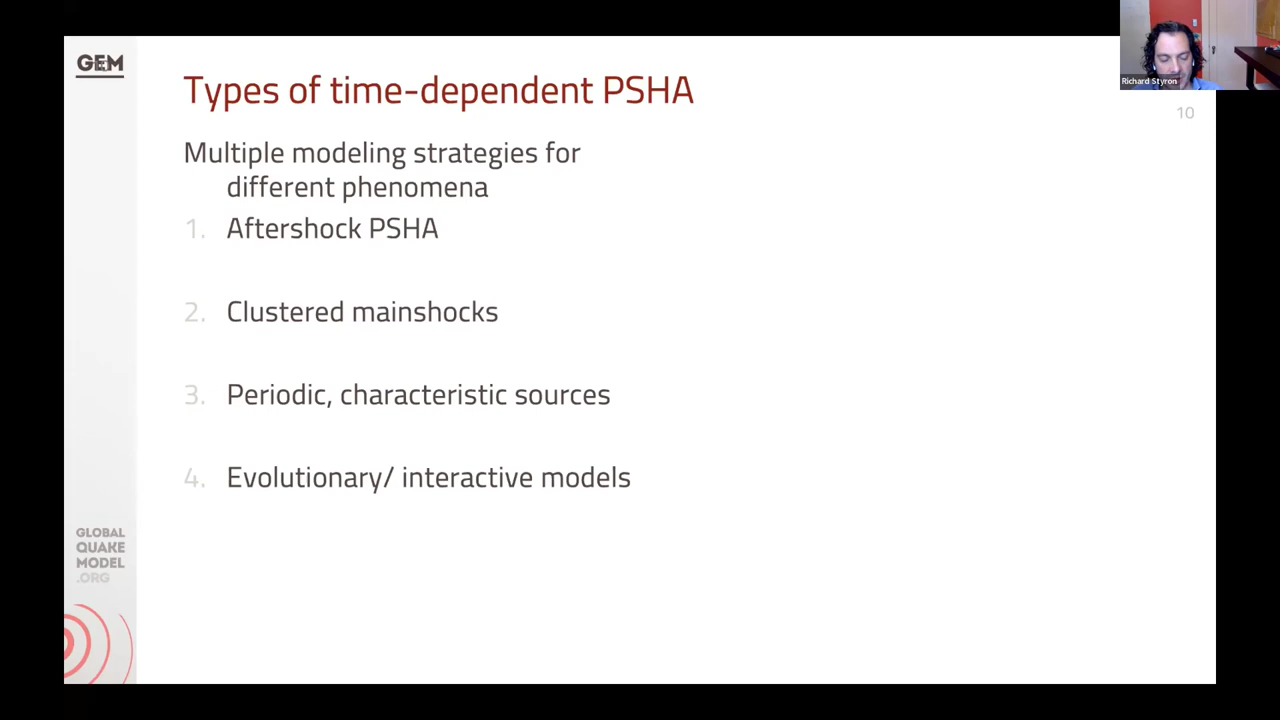 GEM
Types of time-dependent PSHA
Richard Styron
10
Multiple modeling strategies for
different phenomena
1. Aftershock PSHA
2. Clustered mainshocks
3. Periodic, characteristic sources
4. Evolutionary/ interactive models
GLOBAL
QUAKE
MODEL
.ORG